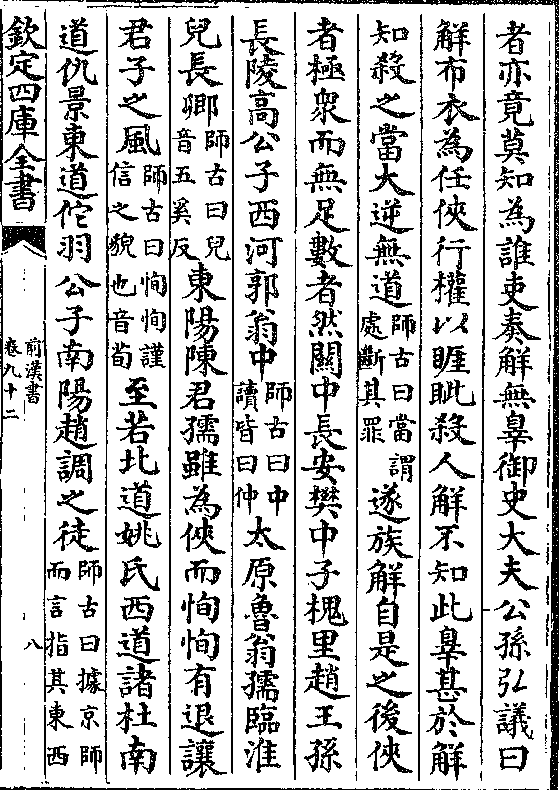 者亦竟莫知為誰吏奏解無辠御史大夫公孫弘議曰
解布衣為任俠行權以睚眦殺人解不知此辠甚於解
知殺之當大逆無道師古曰當謂處斷其罪遂族解自是之後俠
者極衆而無足數者然關中長安樊中子槐里趙王孫
長陵高公子西河郭翁中師古曰中讀皆曰仲太原魯翁孺臨淮
兒長卿師古曰兒音五奚反東陽陳君孺雖為俠而恂恂有退讓
君子之風師古曰恂恂謹信之貌也音荀至若北道姚氏西道諸杜南
道仇景東道佗羽公子南陽趙調之徒師古曰據京師而言指其東西
欽定四庫全書
前漢書
卷九十二
八